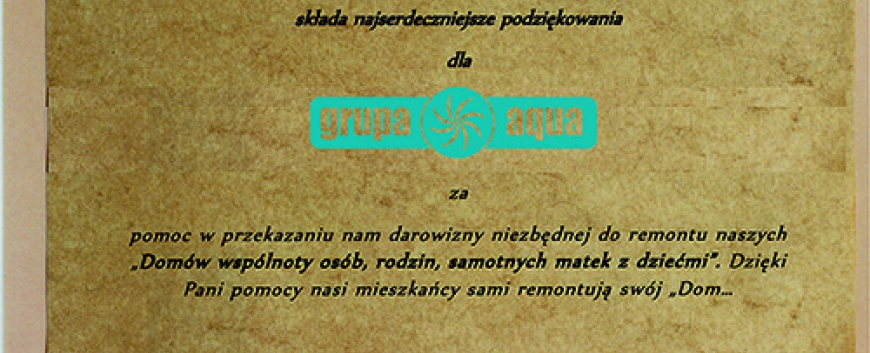 składa najserdeczniejsze podziękowania
dla
grupa aqua
za
pomoc w przekazaniu nam darowizny niezbędnej do remontu naszych
„Domów wspólnoty osób, rodzin, samotnych matek z dziećmi”. Dzięki
Pani pomocy nasi mieszkańcy sami remontują swój „Dom...